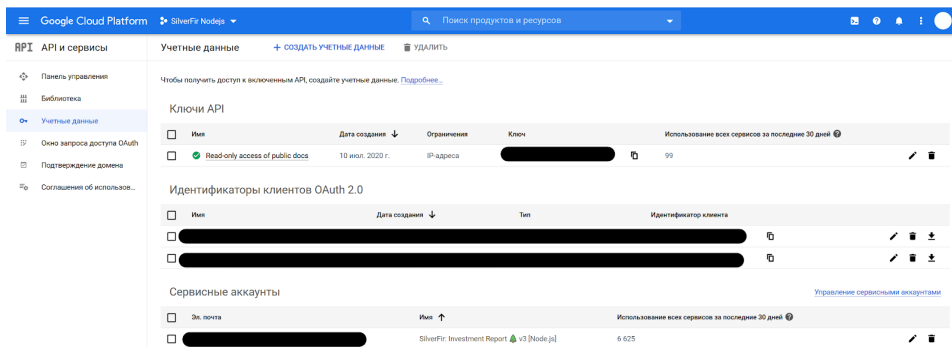 Google Cloud Platform SilverFir Nodejs Поиск продуктов и ресурсов
API API и сервисы Учетные данные + СОЗДАТЬ УЧЕТНЫЕ ДАННЫЕ УДАЛИТЬ
Панель управления
Библиотека
Учетные данные
Окно запроса доступа OAuth
Подтверждение домена
Соглашения об использов...
Чтобы получить доступ к включенным API, создайте учетные данные. Подробнее...
Ключи API
Имя Дата создания Ограничения Ключ Использование всех сервисов за последние 30 дней
Read-only access of public docs 10 июл. 2020 г. IP-адреса 99
Идентификаторы клиентов OAuth 2.0
Имя Дата создания Тип Идентификатор клиента
Сервисные аккаунты Управление сервисными аккаунтами
Эл. почта Имя Использование всех сервисов за последние 30 дней
SilverFir: Investment Report 🌲 v3 [Node.js] 6 625